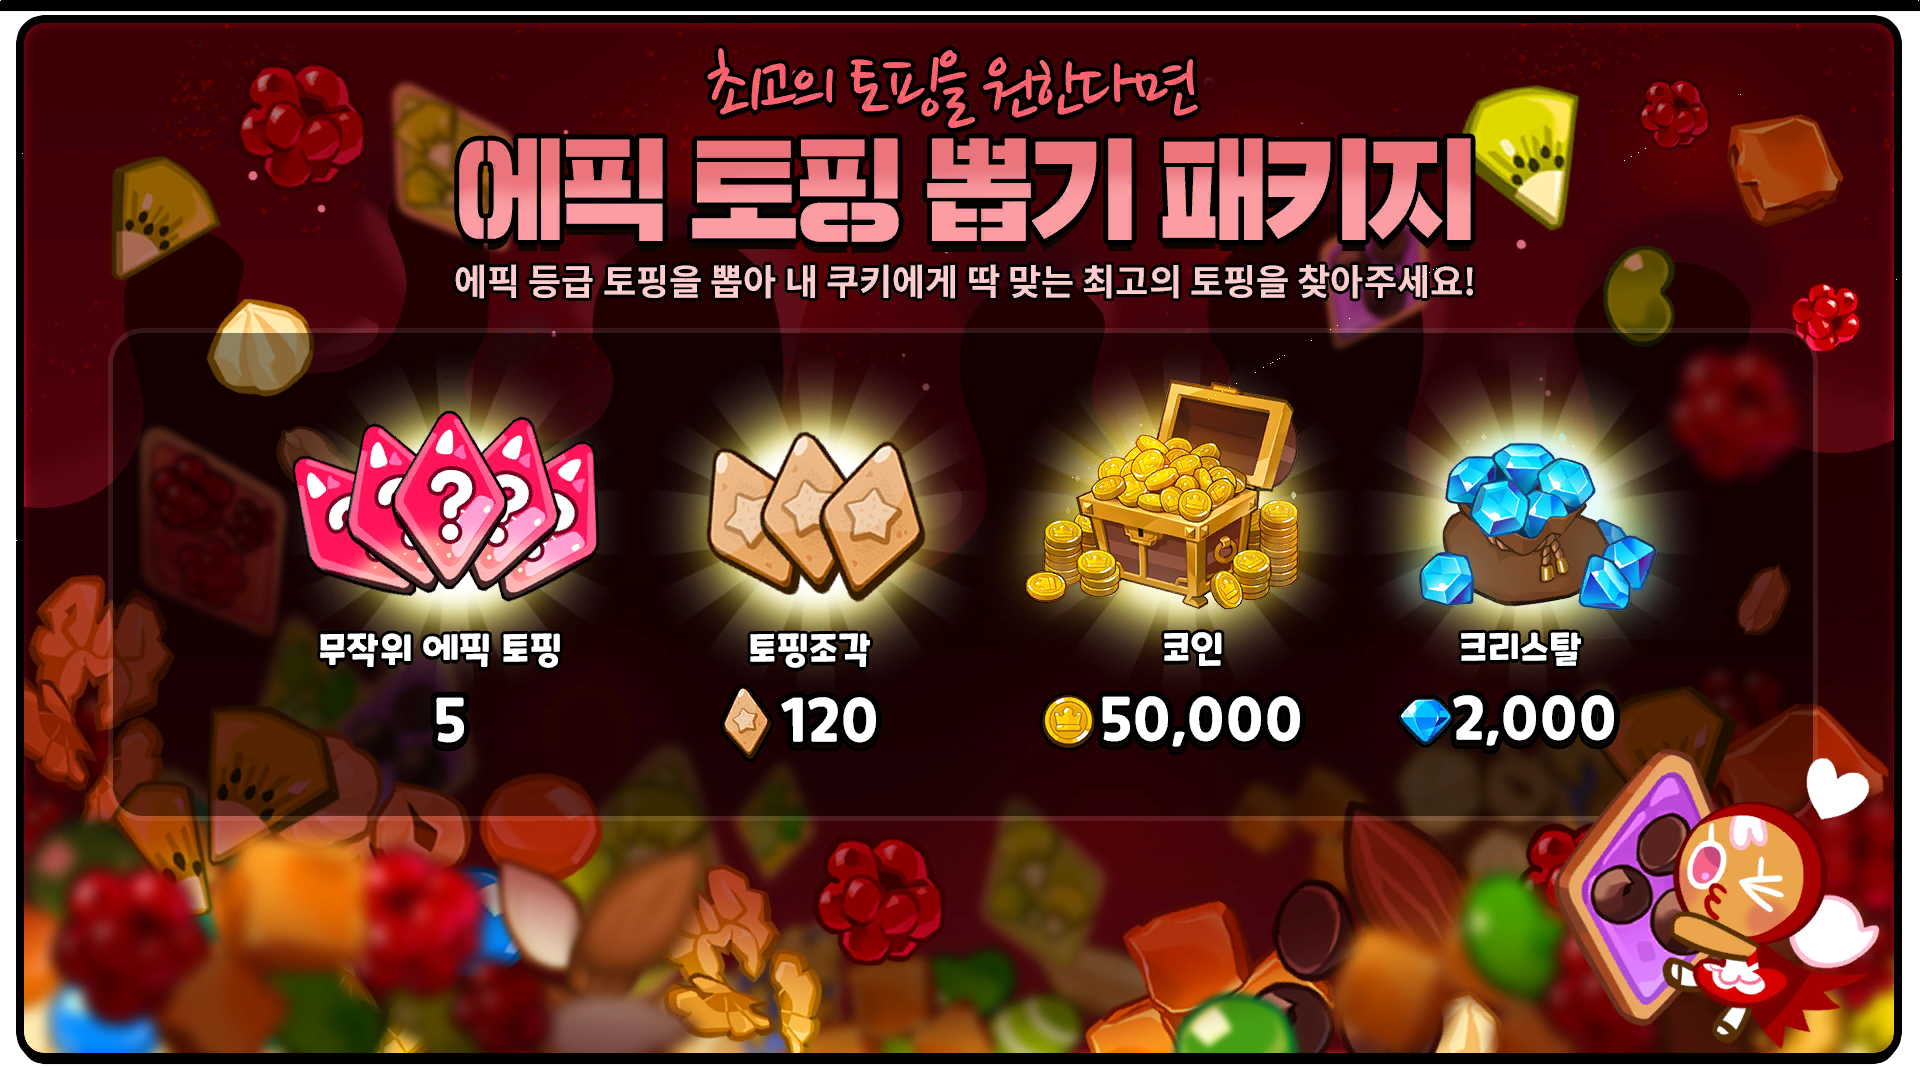 최고의 토핑을 원한다면
에픽 토핑 뽑기 패키지
에픽 등급 토핑을 뽑아 내 쿠키에게 딱 맞는 최고의 토핑을 찾아주세요!
? ? ? ? ?
무작위 에픽 토핑
5
토핑조각
120
코인
50,000
크리스탈
2,000